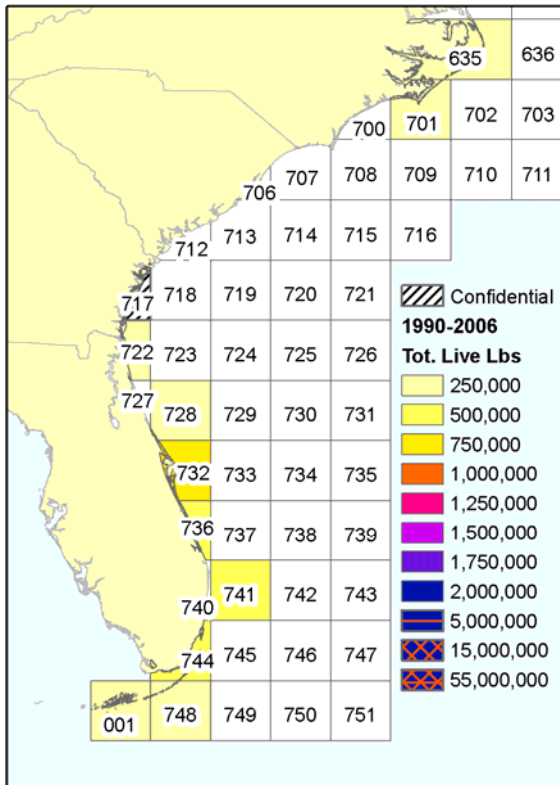 635 636
700 701 702 703
706 707 708 709 710 711
712 713 714 715 716
717 718 719 720 721
722 723 724 725 726
727 728 729 730 731
732 733 734 735
736 737 738 739
740 741 742 743
744 745 746 747
001 748 749 750 751
Confidential
1990-2006
Tot. Live Lbs
250,000
500,000
750,000
1,000,000
1,250,000
1,500,000
1,750,000
2,000,000
5,000,000
15,000,000
55,000,000